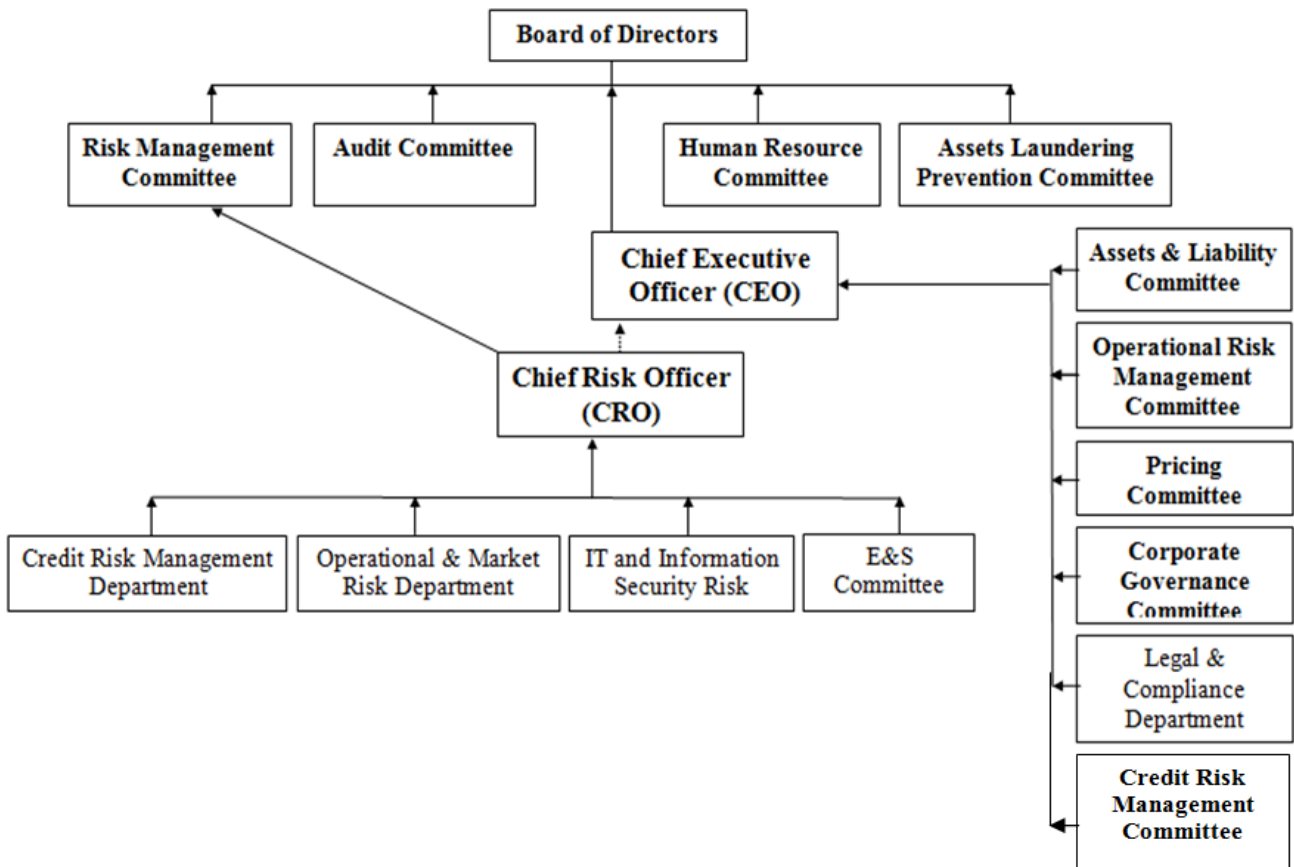 Board of Directors
Risk Management
Committee
Audit Committee
Human Resource
Committee
Assets Laundering
Prevention Committee
Chief Executive
Officer (CEO)
Assets & Liability
Committee
Operational Risk
Management
Committee
Chief Risk Officer
(CRO)
Pricing
Committee
Credit Risk Management
Department
Operational & Market
Risk Department
IT and Information
Security Risk
E&S
Committee
Corporate
Governance
Committee
Legal &
Compliance
Department
Credit Risk
Management
Committee